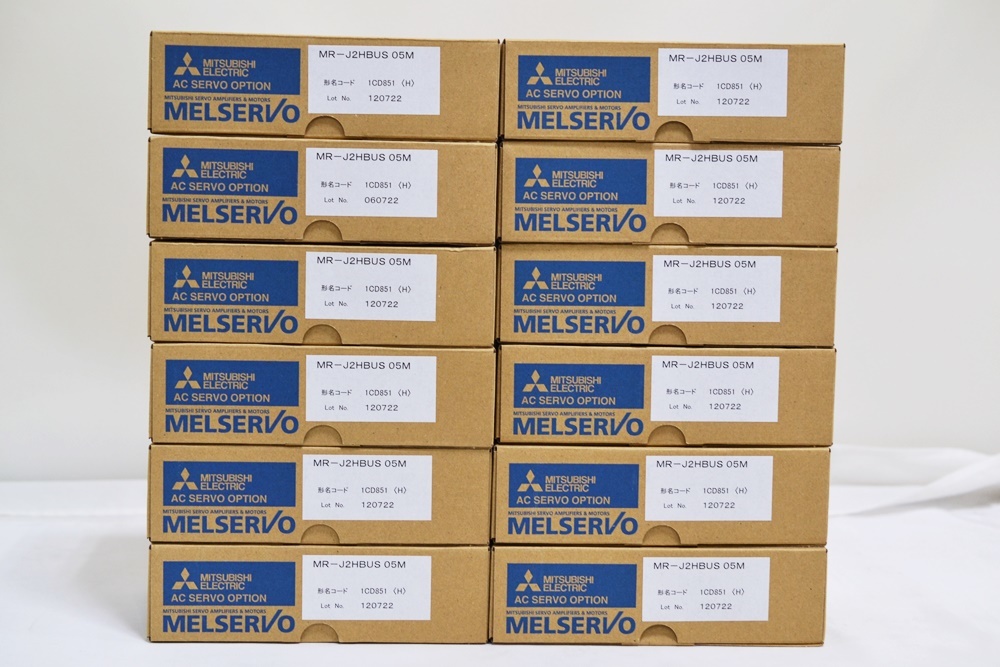 MITSUBISHI
ELECTRIC
AC SERVO OPTION
MITSUBISHI SERVO AMPLIFIERS & MOTORS
MELSERVO
MR-J2HBUS 05M
形名コード 1CD851 〈H〉
Lot No. 120722
MITSUBISHI
ELECTRIC
AC SERVO OPTION
MITSUBISHI SERVO AMPLIFIERS & MOTORS
MELSERVO
MR-J2HBUS 05M
形名コード 1CD851 〈H〉
Lot No. 120722
MITSUBISHI
ELECTRIC
AC SERVO OPTION
MITSUBISHI SERVO AMPLIFIERS & MOTORS
MELSERVO
MR-J2HBUS 05M
形名コード 1CD851 〈H〉
Lot No. 060722
MITSUBISHI
ELECTRIC
AC SERVO OPTION
MITSUBISHI SERVO AMPLIFIERS & MOTORS
MELSERVO
MR-J2HBUS 05M
形名コード 1CD851 〈H〉
Lot No. 120722
MITSUBISHI
ELECTRIC
AC SERVO OPTION
MITSUBISHI SERVO AMPLIFIERS & MOTORS
MELSERVO
MR-J2HBUS 05M
形名コード 1CD851 〈H〉
Lot No. 120722
MITSUBISHI
ELECTRIC
AC SERVO OPTION
MITSUBISHI SERVO AMPLIFIERS & MOTORS
MELSERVO
MR-J2HBUS 05M
形名コード 1CD851 〈H〉
Lot No. 120722
MITSUBISHI
ELECTRIC
AC SERVO OPTION
MITSUBISHI SERVO AMPLIFIERS & MOTORS
MELSERVO
MR-J2HBUS 05M
形名コード 1CD851 〈H〉
Lot No. 120722
MITSUBISHI
ELECTRIC
AC SERVO OPTION
MITSUBISHI SERVO AMPLIFIERS & MOTORS
MELSERVO
MR-J2HBUS 05M
形名コード 1CD851 〈H〉
Lot No. 120722
MITSUBISHI
ELECTRIC
AC SERVO OPTION
MITSUBISHI SERVO AMPLIFIERS & MOTORS
MELSERVO
MR-J2HBUS 05M
形名コード 1CD851 〈H〉
Lot No. 120722
MITSUBISHI
ELECTRIC
AC SERVO OPTION
MITSUBISHI SERVO AMPLIFIERS & MOTORS
MELSERVO
MR-J2HBUS 05M
形名コード 1CD851 〈H〉
Lot No. 120722
MITSUBISHI
ELECTRIC
AC SERVO OPTION
MITSUBISHI SERVO AMPLIFIERS & MOTORS
MELSERVO
MR-J2HBUS 05M
形名コード 1CD851 〈H〉
Lot No. 120722
MITSUBISHI
ELECTRIC
AC SERVO OPTION
MITSUBISHI SERVO AMPLIFIERS & MOTORS
MELSERVO
MR-J2HBUS 05M
形名コード 1CD851 〈H〉
Lot No. 120722